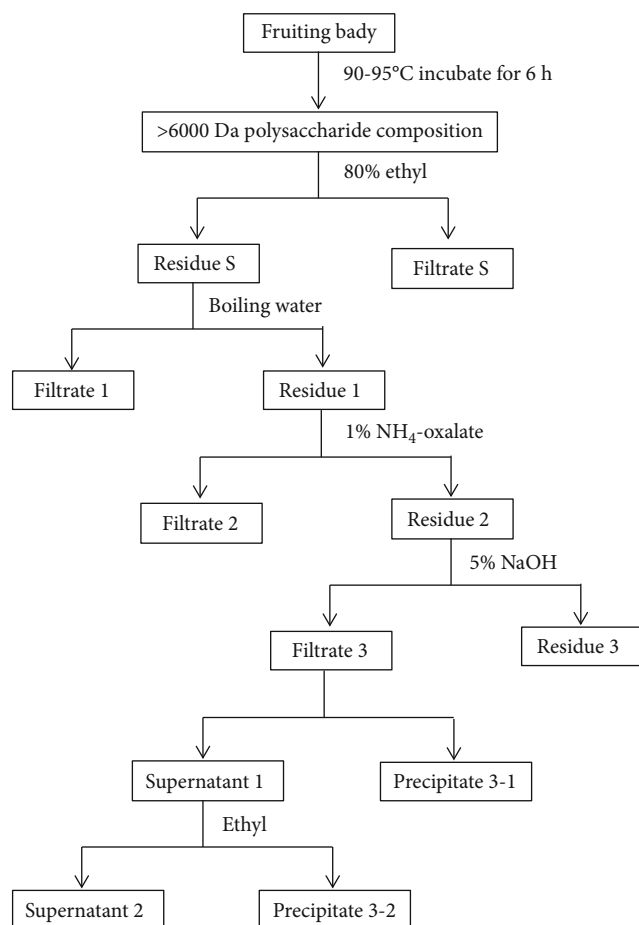 Fruiting bady
90-95°C incubate for 6 h
>6000 Da polysaccharide composition
80% ethyl
Residue S
Filtrate S
Boiling water
Filtrate 1
Residue 1
1% NH₄-oxalate
Filtrate 2
Residue 2
5% NaOH
Filtrate 3
Residue 3
Supernatant 1
Precipitate 3-1
Ethyl
Supernatant 2
Precipitate 3-2